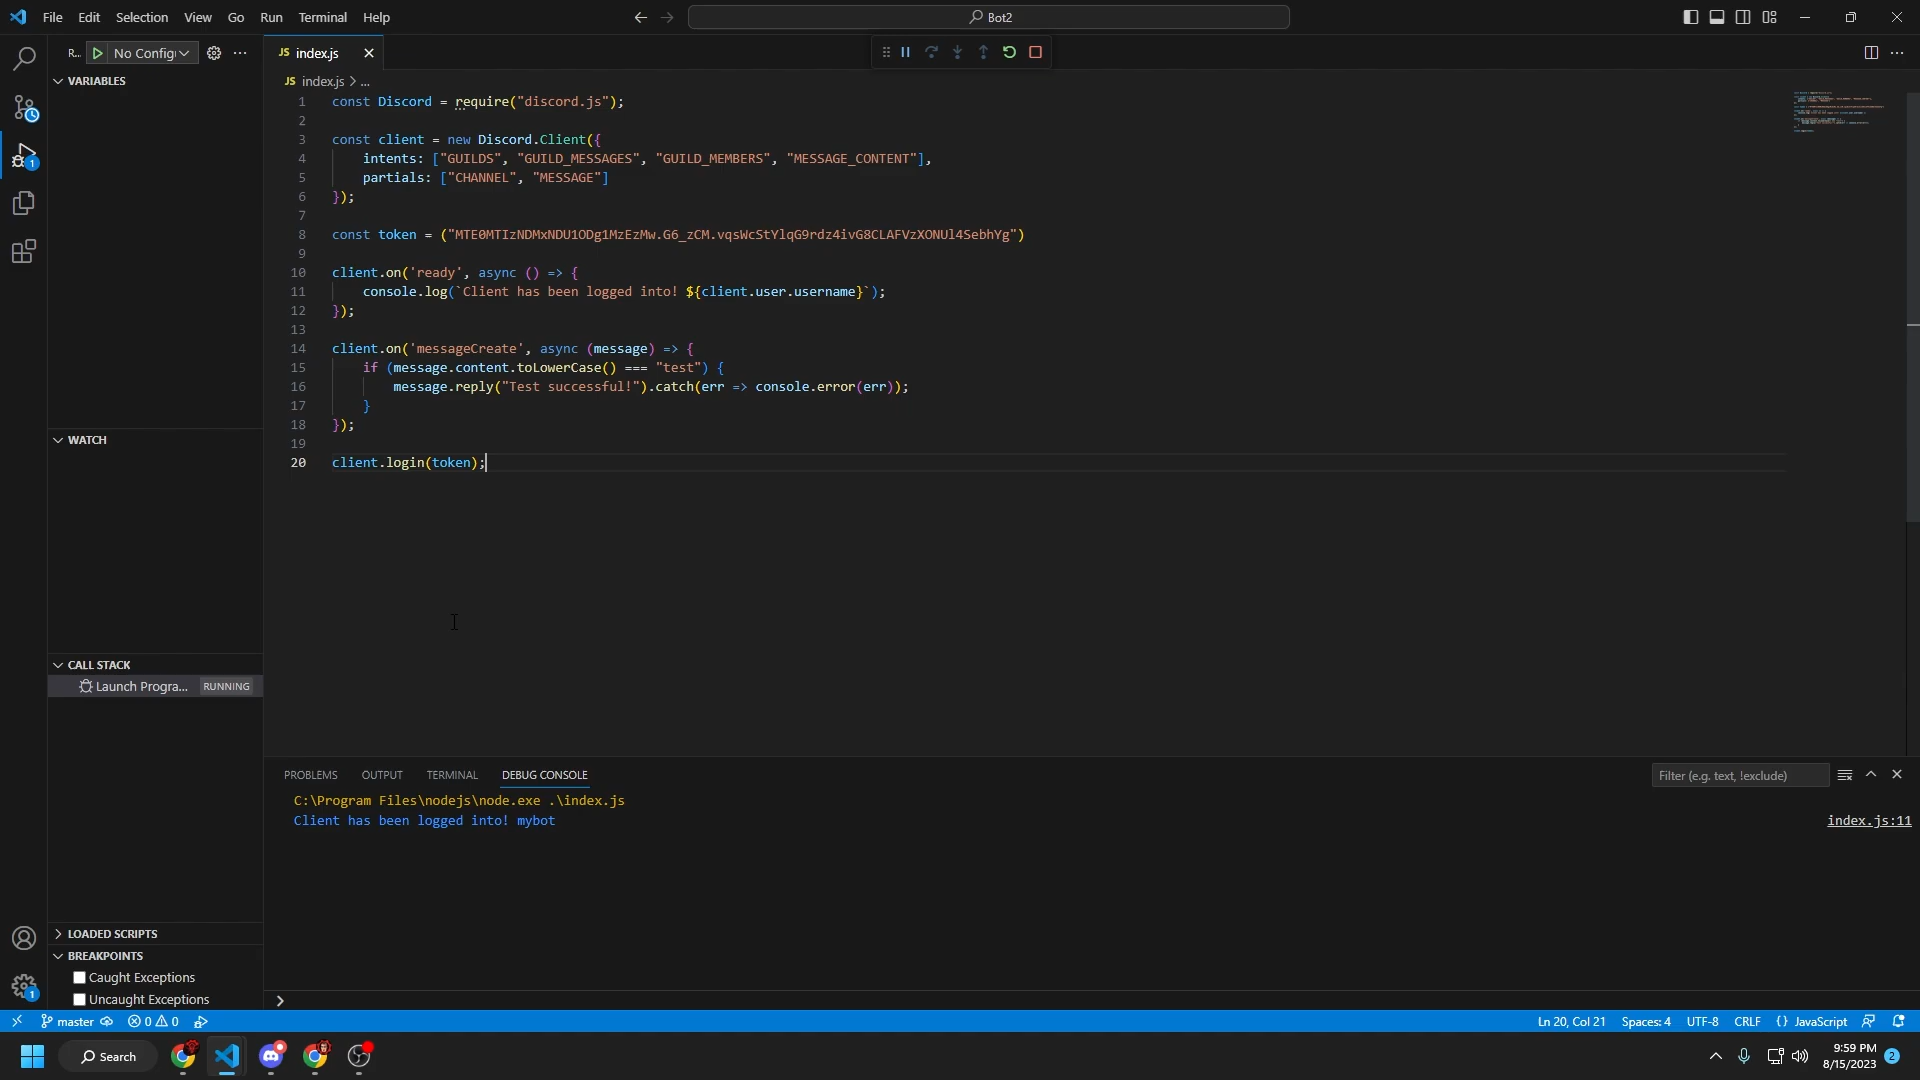 File Edit Selection View Go Run Terminal Help
Bot2
R... No Config
JS index.js
VARIABLES
JS index.js > ...
1 const Discord = require("discord.js");
2
3 const client = new Discord.Client({
4 intents: ["GUILDS", "GUILD_MESSAGES", "GUILD_MEMBERS", "MESSAGE_CONTENT"],
5 partials: ["CHANNEL", "MESSAGE"]
6 });
7
8 const token = ("MTE0MTIzNDMxNDU1ODg1MzEzMw.G6_zCM.vqsWcStYlqG9rdz4ivG8CLAFVzXONUl4SebhYg")
9
10 client.on('ready', async () => {
11 console.log(`Client has been logged into! ${client.user.username}`);
12 });
13
14 client.on('messageCreate', async (message) => {
15 if (message.content.toLowerCase() === "test") {
16 message.reply("Test successful!").catch(err => console.error(err));
17 }
18 });
19
20 client.login(token);
WATCH
CALL STACK
Launch Progra... RUNNING
LOADED SCRIPTS
BREAKPOINTS
Caught Exceptions
Uncaught Exceptions
PROBLEMS OUTPUT TERMINAL DEBUG CONSOLE
Filter (e.g. text, !exclude)
C:\Program Files\nodejs\node.exe .\index.js
Client has been logged into! mybot
index.js:11
1
1
master 0 0
Ln 20, Col 21 Spaces: 4 UTF-8 CRLF {} JavaScript
Search
9:59 PM
8/15/2023
2